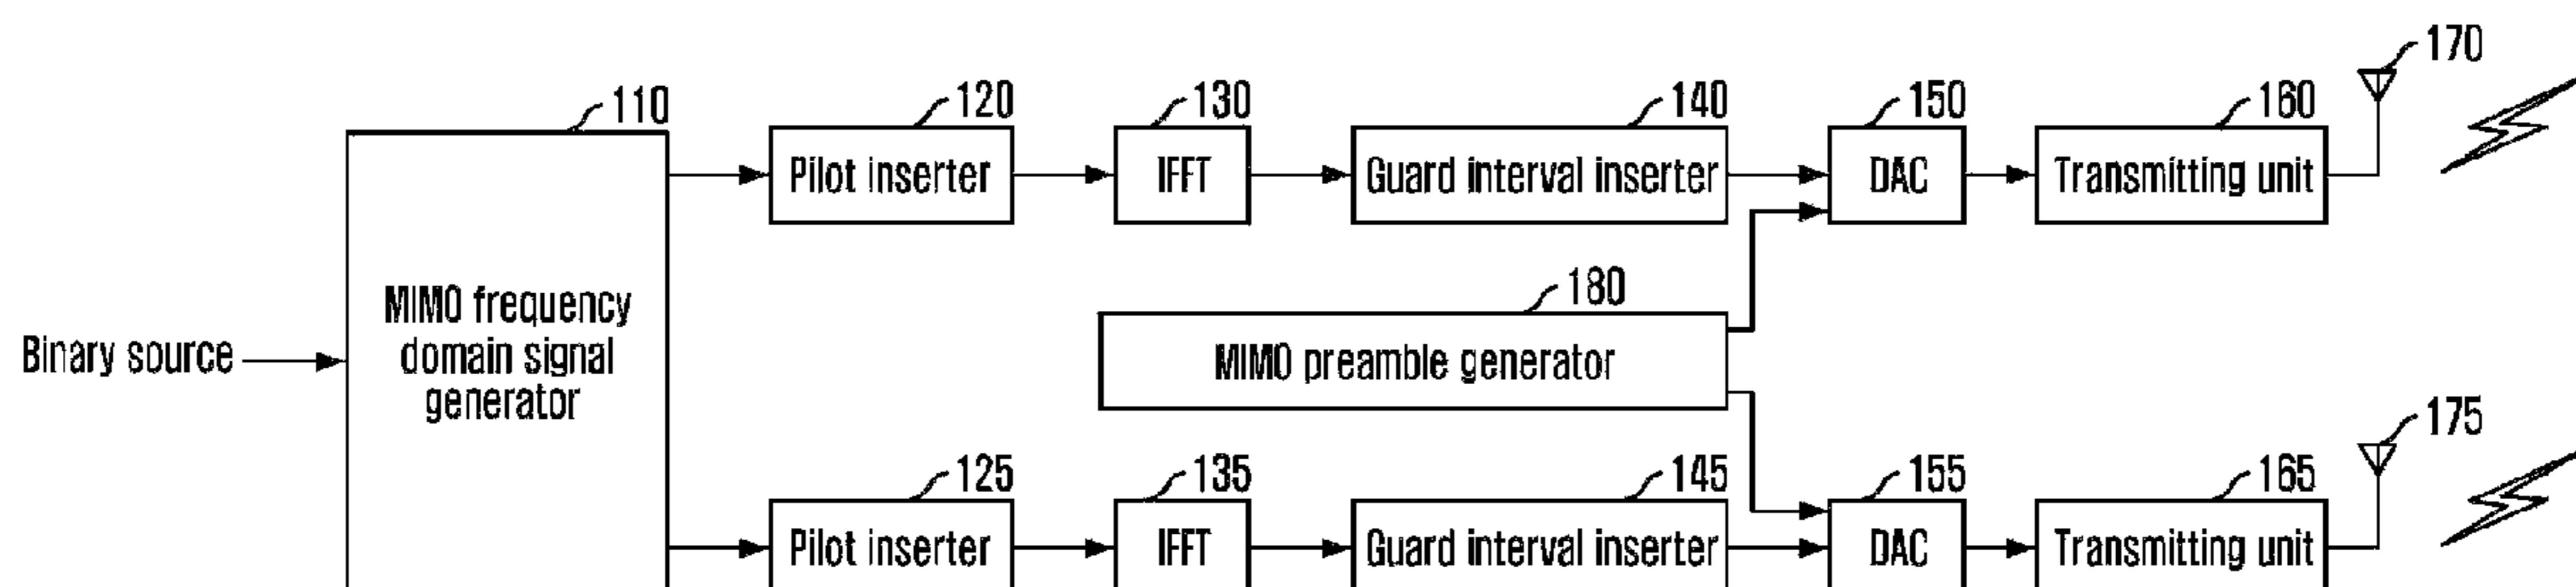 170
110
120
130
140
150
160
Pilot inserter
IFFT
Guard interval inserter
DAC
Transmitting unit
180
MIMO frequency
domain signal
generator
Binary source
MIMO preamble generator
175
125
135
145
155
165
Pilot inserter
IFFT
Guard interval inserter
DAC
Transmitting unit